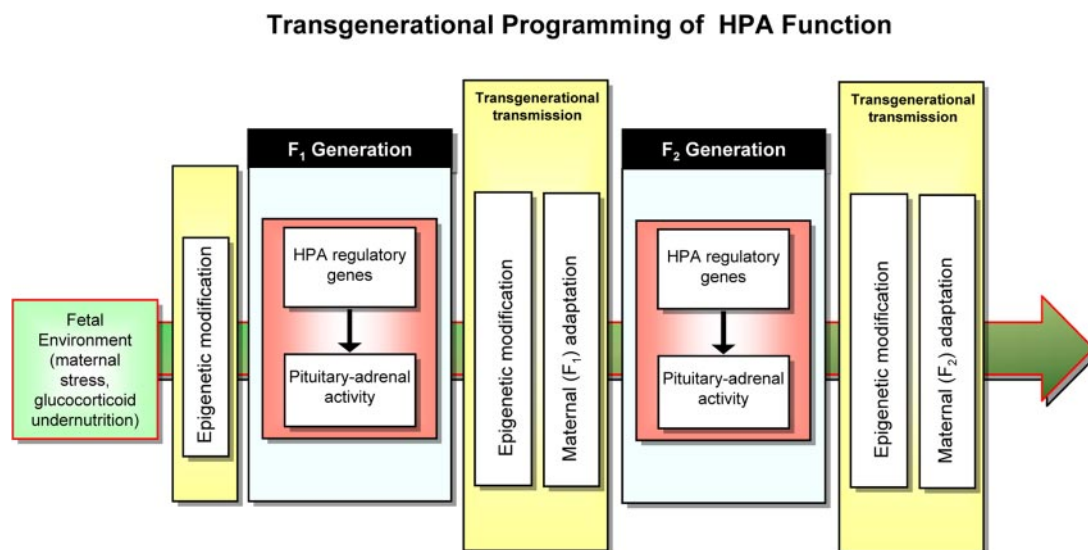 Transgenerational Programming of HPA Function
Fetal
Environment
(maternal
stress,
glucocorticoid
undernutrition)
Epigenetic modification
F₁ Generation
HPA regulatory
genes
Pituitary-adrenal
activity
Transgenerational
transmission
Epigenetic modification
Maternal (F₁) adaptation
F₂ Generation
HPA regulatory
genes
Pituitary-adrenal
activity
Transgenerational
transmission
Epigenetic modification
Maternal (F₂) adaptation